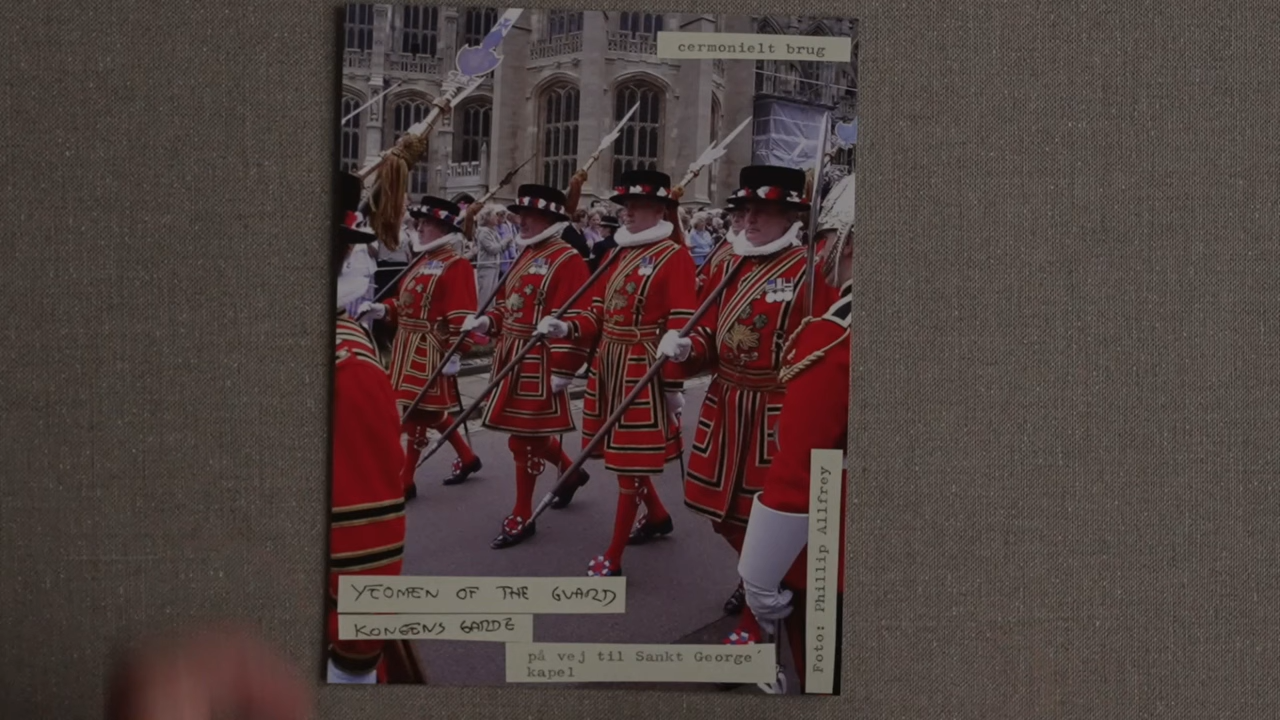 cermonielt brug
YEOMEN OF THE GUARD
KONGENS GARDE
på vej til Sankt George'
kapel
Foto: Phillip Allfrey